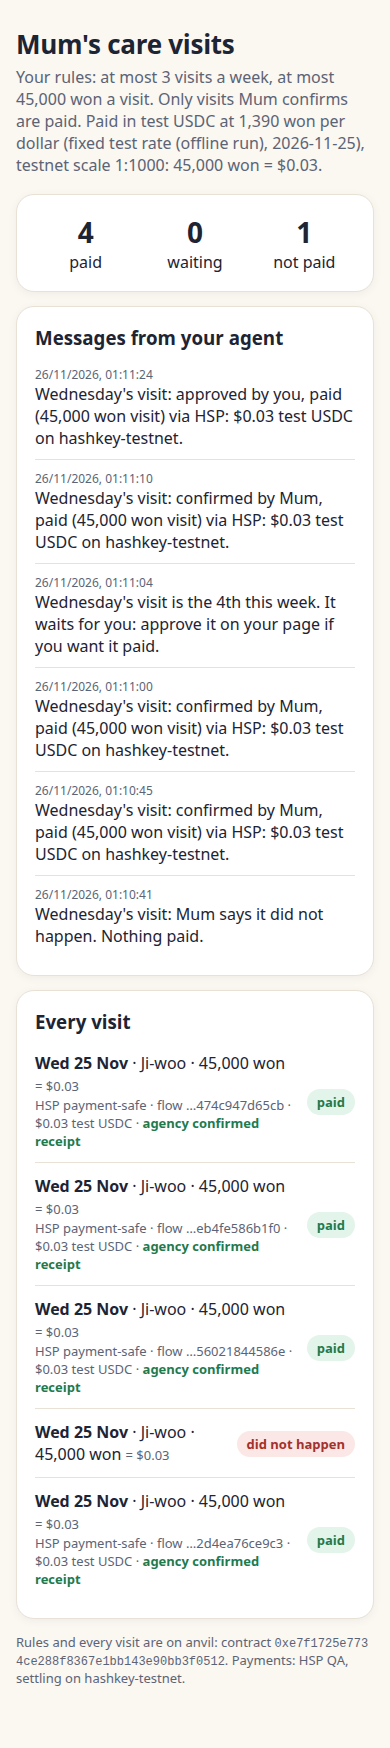 Mum's care visits
Your rules: at most 3 visits a week, at most
45,000 won a visit. Only visits Mum confirms
are paid. Paid in test USDC at 1,390 won per
dollar (fixed test rate (offline run), 2026-11-25),
testnet scale 1:1000: 45,000 won = $0.03.
4
paid
0
waiting
1
not paid
Messages from your agent
26/11/2026, 01:11:24
Wednesday's visit: approved by you, paid
(45,000 won visit) via HSP: $0.03 test USDC
on hashkey-testnet.
26/11/2026, 01:11:10
Wednesday's visit: confirmed by Mum,
paid (45,000 won visit) via HSP: $0.03 test
USDC on hashkey-testnet.
26/11/2026, 01:11:04
Wednesday's visit is the 4th this week. It
waits for you: approve it on your page if
you want it paid.
26/11/2026, 01:11:00
Wednesday's visit: confirmed by Mum,
paid (45,000 won visit) via HSP: $0.03 test
USDC on hashkey-testnet.
26/11/2026, 01:10:45
Wednesday's visit: confirmed by Mum,
paid (45,000 won visit) via HSP: $0.03 test
USDC on hashkey-testnet.
26/11/2026, 01:10:41
Wednesday's visit: Mum says it did not
happen. Nothing paid.
Every visit
Wed 25 Nov · Ji-woo · 45,000 won
= $0.03
HSP payment-safe · flow …474c947d65cb ·
$0.03 test USDC · agency confirmed
receipt
paid
Wed 25 Nov · Ji-woo · 45,000 won
= $0.03
HSP payment-safe · flow …eb4fe586b1f0 ·
$0.03 test USDC · agency confirmed
receipt
paid
Wed 25 Nov · Ji-woo · 45,000 won
= $0.03
HSP payment-safe · flow …56021844586e ·
$0.03 test USDC · agency confirmed
receipt
paid
Wed 25 Nov · Ji-woo ·
45,000 won = $0.03
did not happen
Wed 25 Nov · Ji-woo · 45,000 won
= $0.03
HSP payment-safe · flow …2d4ea76ce9c3 ·
$0.03 test USDC · agency confirmed
receipt
paid
Rules and every visit are on anvil: contract 0xe7f1725e773
4ce288f8367e1bb143e90bb3f0512. Payments: HSP QA,
settling on hashkey-testnet.